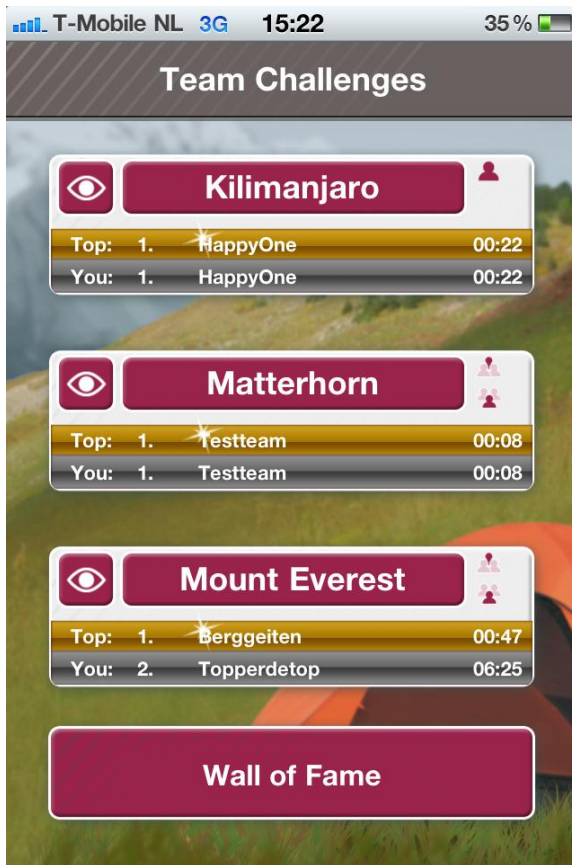 T-Mobile NL 3G 15:22 35%
Team Challenges
Kilimanjaro
Top: 1. HappyOne 00:22
You: 1. HappyOne 00:22
Matterhorn
Top: 1. Testteam 00:08
You: 1. Testteam 00:08
Mount Everest
Top: 1. Berggeiten 00:47
You: 2. Topperdetop 06:25
Wall of Fame